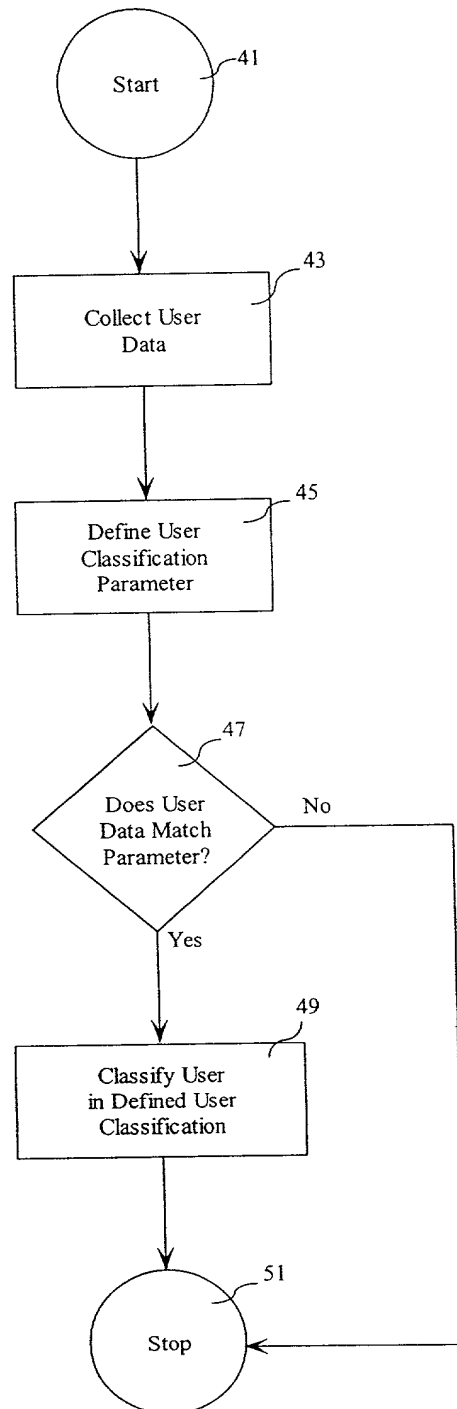 41
Start
43
Collect User
Data
45
Define User
Classification
Parameter
47
Does User
Data Match
Parameter?
No
Yes
49
Classify User
in Defined User
Classification
51
Stop